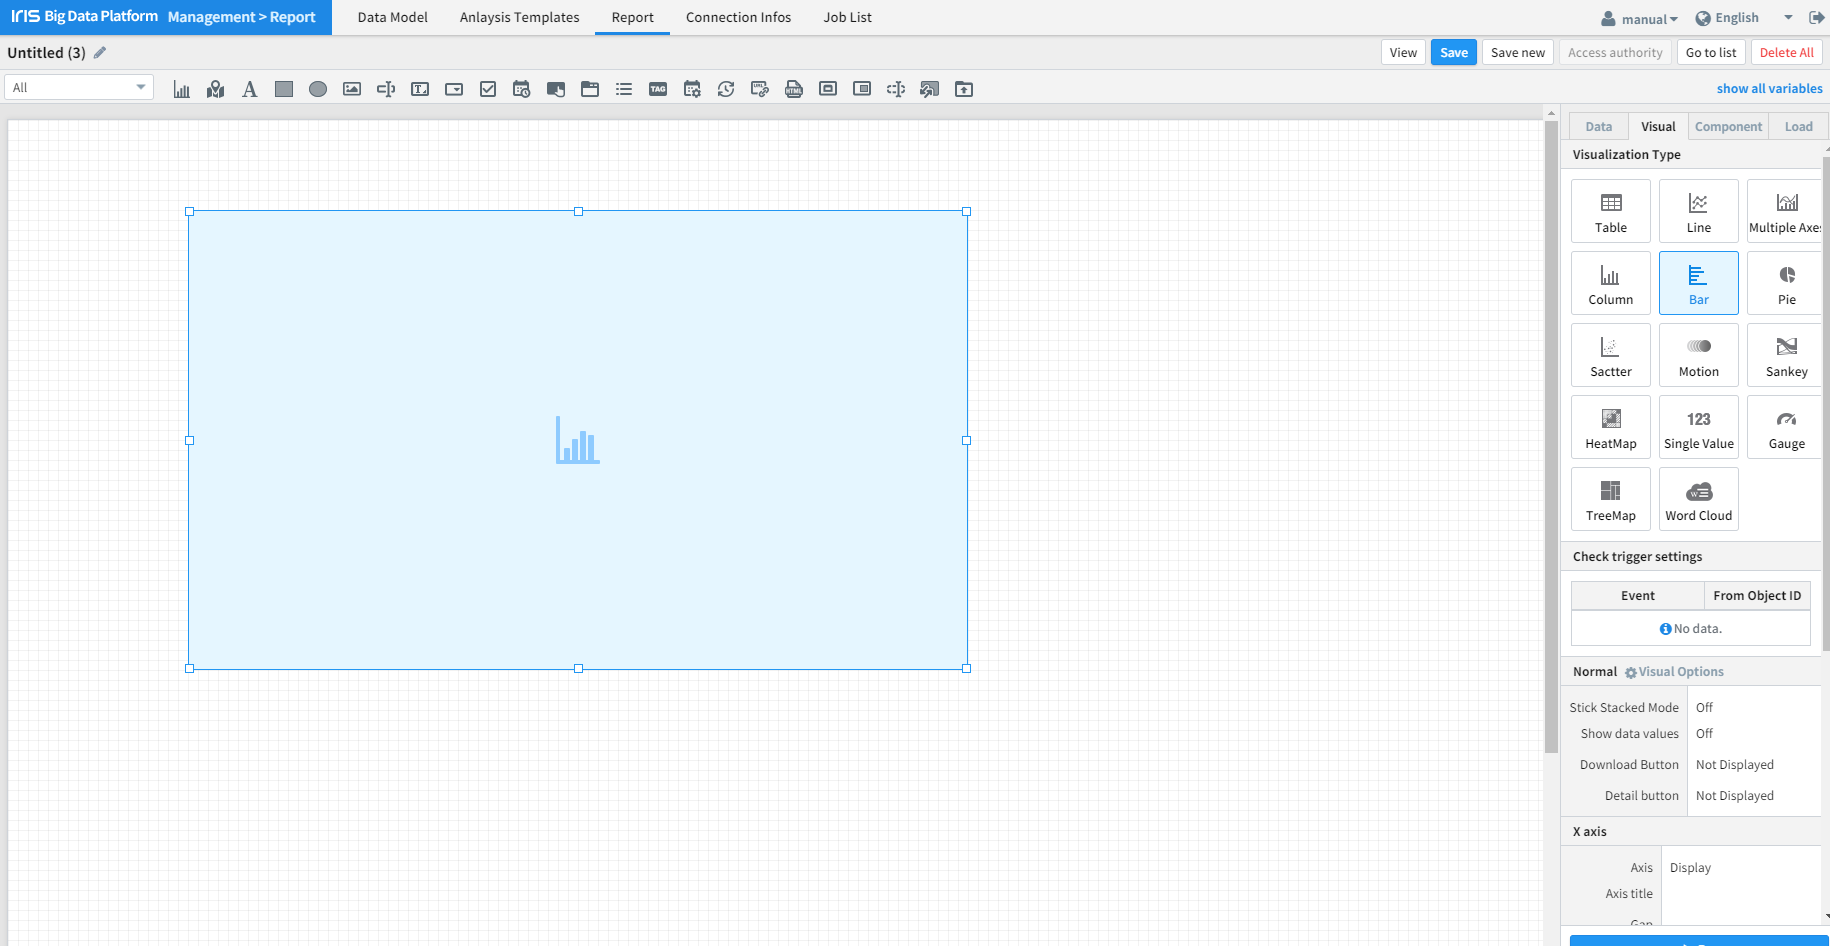 IRIS Big Data Platform Management > Report Data Model Anlaysis Templates Report Connection Infos Job List manual English
Untitled (3) View Save Save new Access authority Go to list Delete All
All A TAG HTML show all variables
Data Visual Component Load
Visualization Type
Table Line Multiple Axes
Column Bar Pie
Sactter Motion Sankey
123
HeatMap Single Value Gauge
W
TreeMap Word Cloud
Check trigger settings
Event From Object ID
No data.
Normal Visual Options
Stick Stacked Mode Off
Show data values Off
Download Button Not Displayed
Detail button Not Displayed
X axis
Axis Display
Axis title
Gap